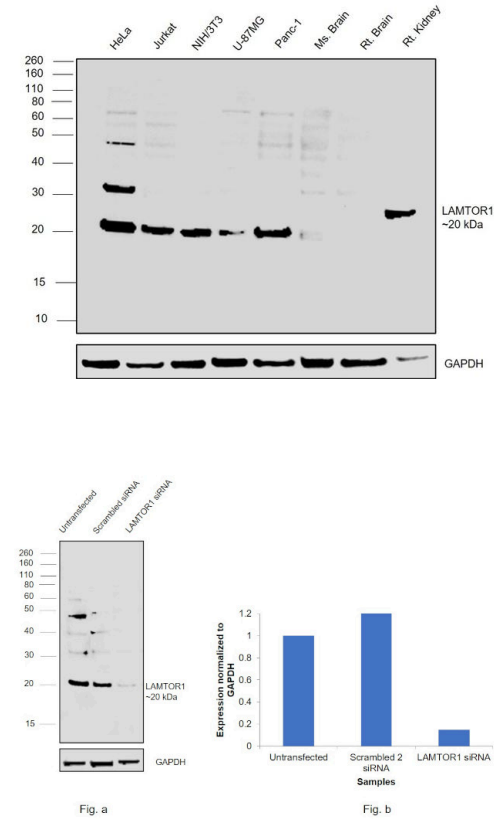 HeLa
Jurkat
NIH/3T3
U-87MG
Panc-1
Ms. Brain
Rt. Brain
Rt. Kidney
260
160
110
80
60
50
40
30
20
15
10
LAMTOR1
~20 kDa
GAPDH
Untransfected
Scrambled siRNA
LAMTOR1 siRNA
260
160
110
80
60
50
40
30
20
15
LAMTOR1
~20 kDa
GAPDH
Fig. a
Expression normalized to
GAPDH
1.2
1
0.8
0.6
0.4
0.2
0
Untransfected
Scrambled 2
siRNA
LAMTOR1 siRNA
Samples
Fig. b